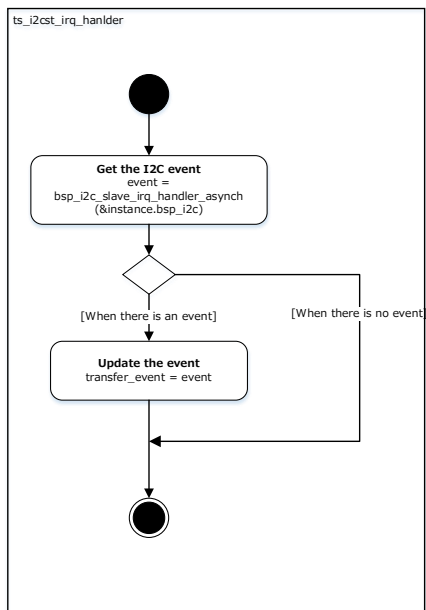 ts_i2cst_irq_hanlder
Get the I2C event
event =
bsp_i2c_slave_irq_handler_asynch
(&instance.bsp_i2c)
[When there is an event]
[When there is no event]
Update the event
transfer_event = event